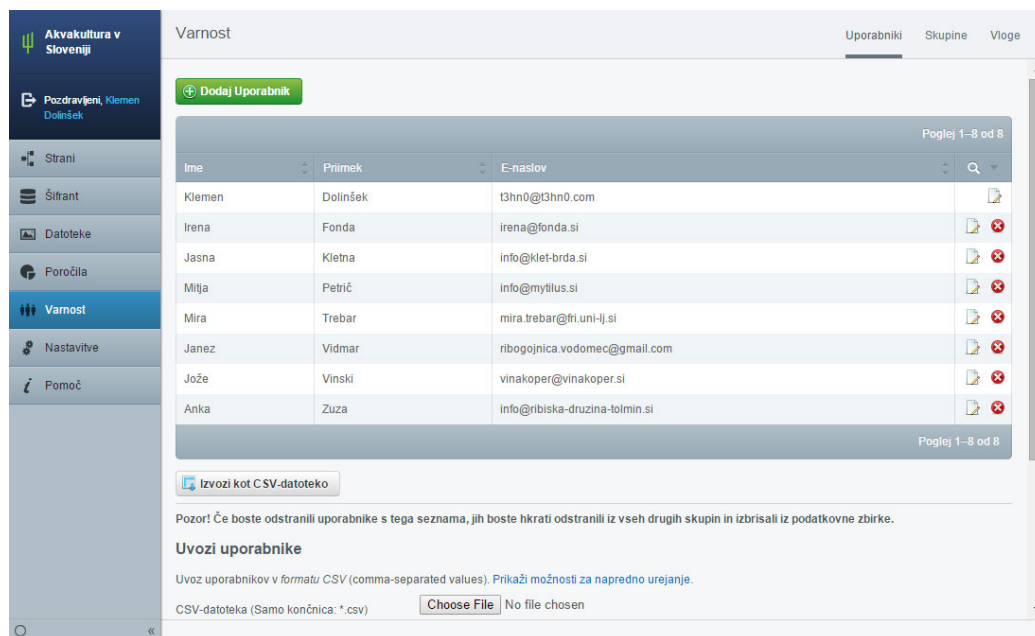 Akvakultura v
Sloveniji
Pozdravljeni, Klemen
Dolinšek
Strani
Šifrant
Datoteke
Poročila
Varnost
Nastavitve
Pomoč
«
Varnost
Uporabniki Skupine Vloge
Dodaj Uporabnik
Poglej 1–8 od 8
Ime Priimek E-naslov
Klemen Dolinšek t3hn0@t3hn0.com
Irena Fonda irena@fonda.si
Jasna Kletna info@klet-brda.si
Mitja Petrič info@mytilus.si
Mira Trebar mira.trebar@fri.uni-lj.si
Janez Vidmar ribogojnica.vodomec@gmail.com
Jože Vinski vinakoper@vinakoper.si
Anka Zuza info@ribiska-druzina-tolmin.si
Poglej 1–8 od 8
Izvozi kot CSV-datoteko
Pozor! Če boste odstranili uporabnike s tega seznama, jih boste hkrati odstranili iz vseh drugih skupin in izbrisali iz podatkovne zbirke.
Uvozi uporabnike
Uvoz uporabnikov v formatu CSV (comma-separated values). Prikaži možnosti za napredno urejanje.
CSV-datoteka (Samo končnica: *.csv) Choose File No file chosen